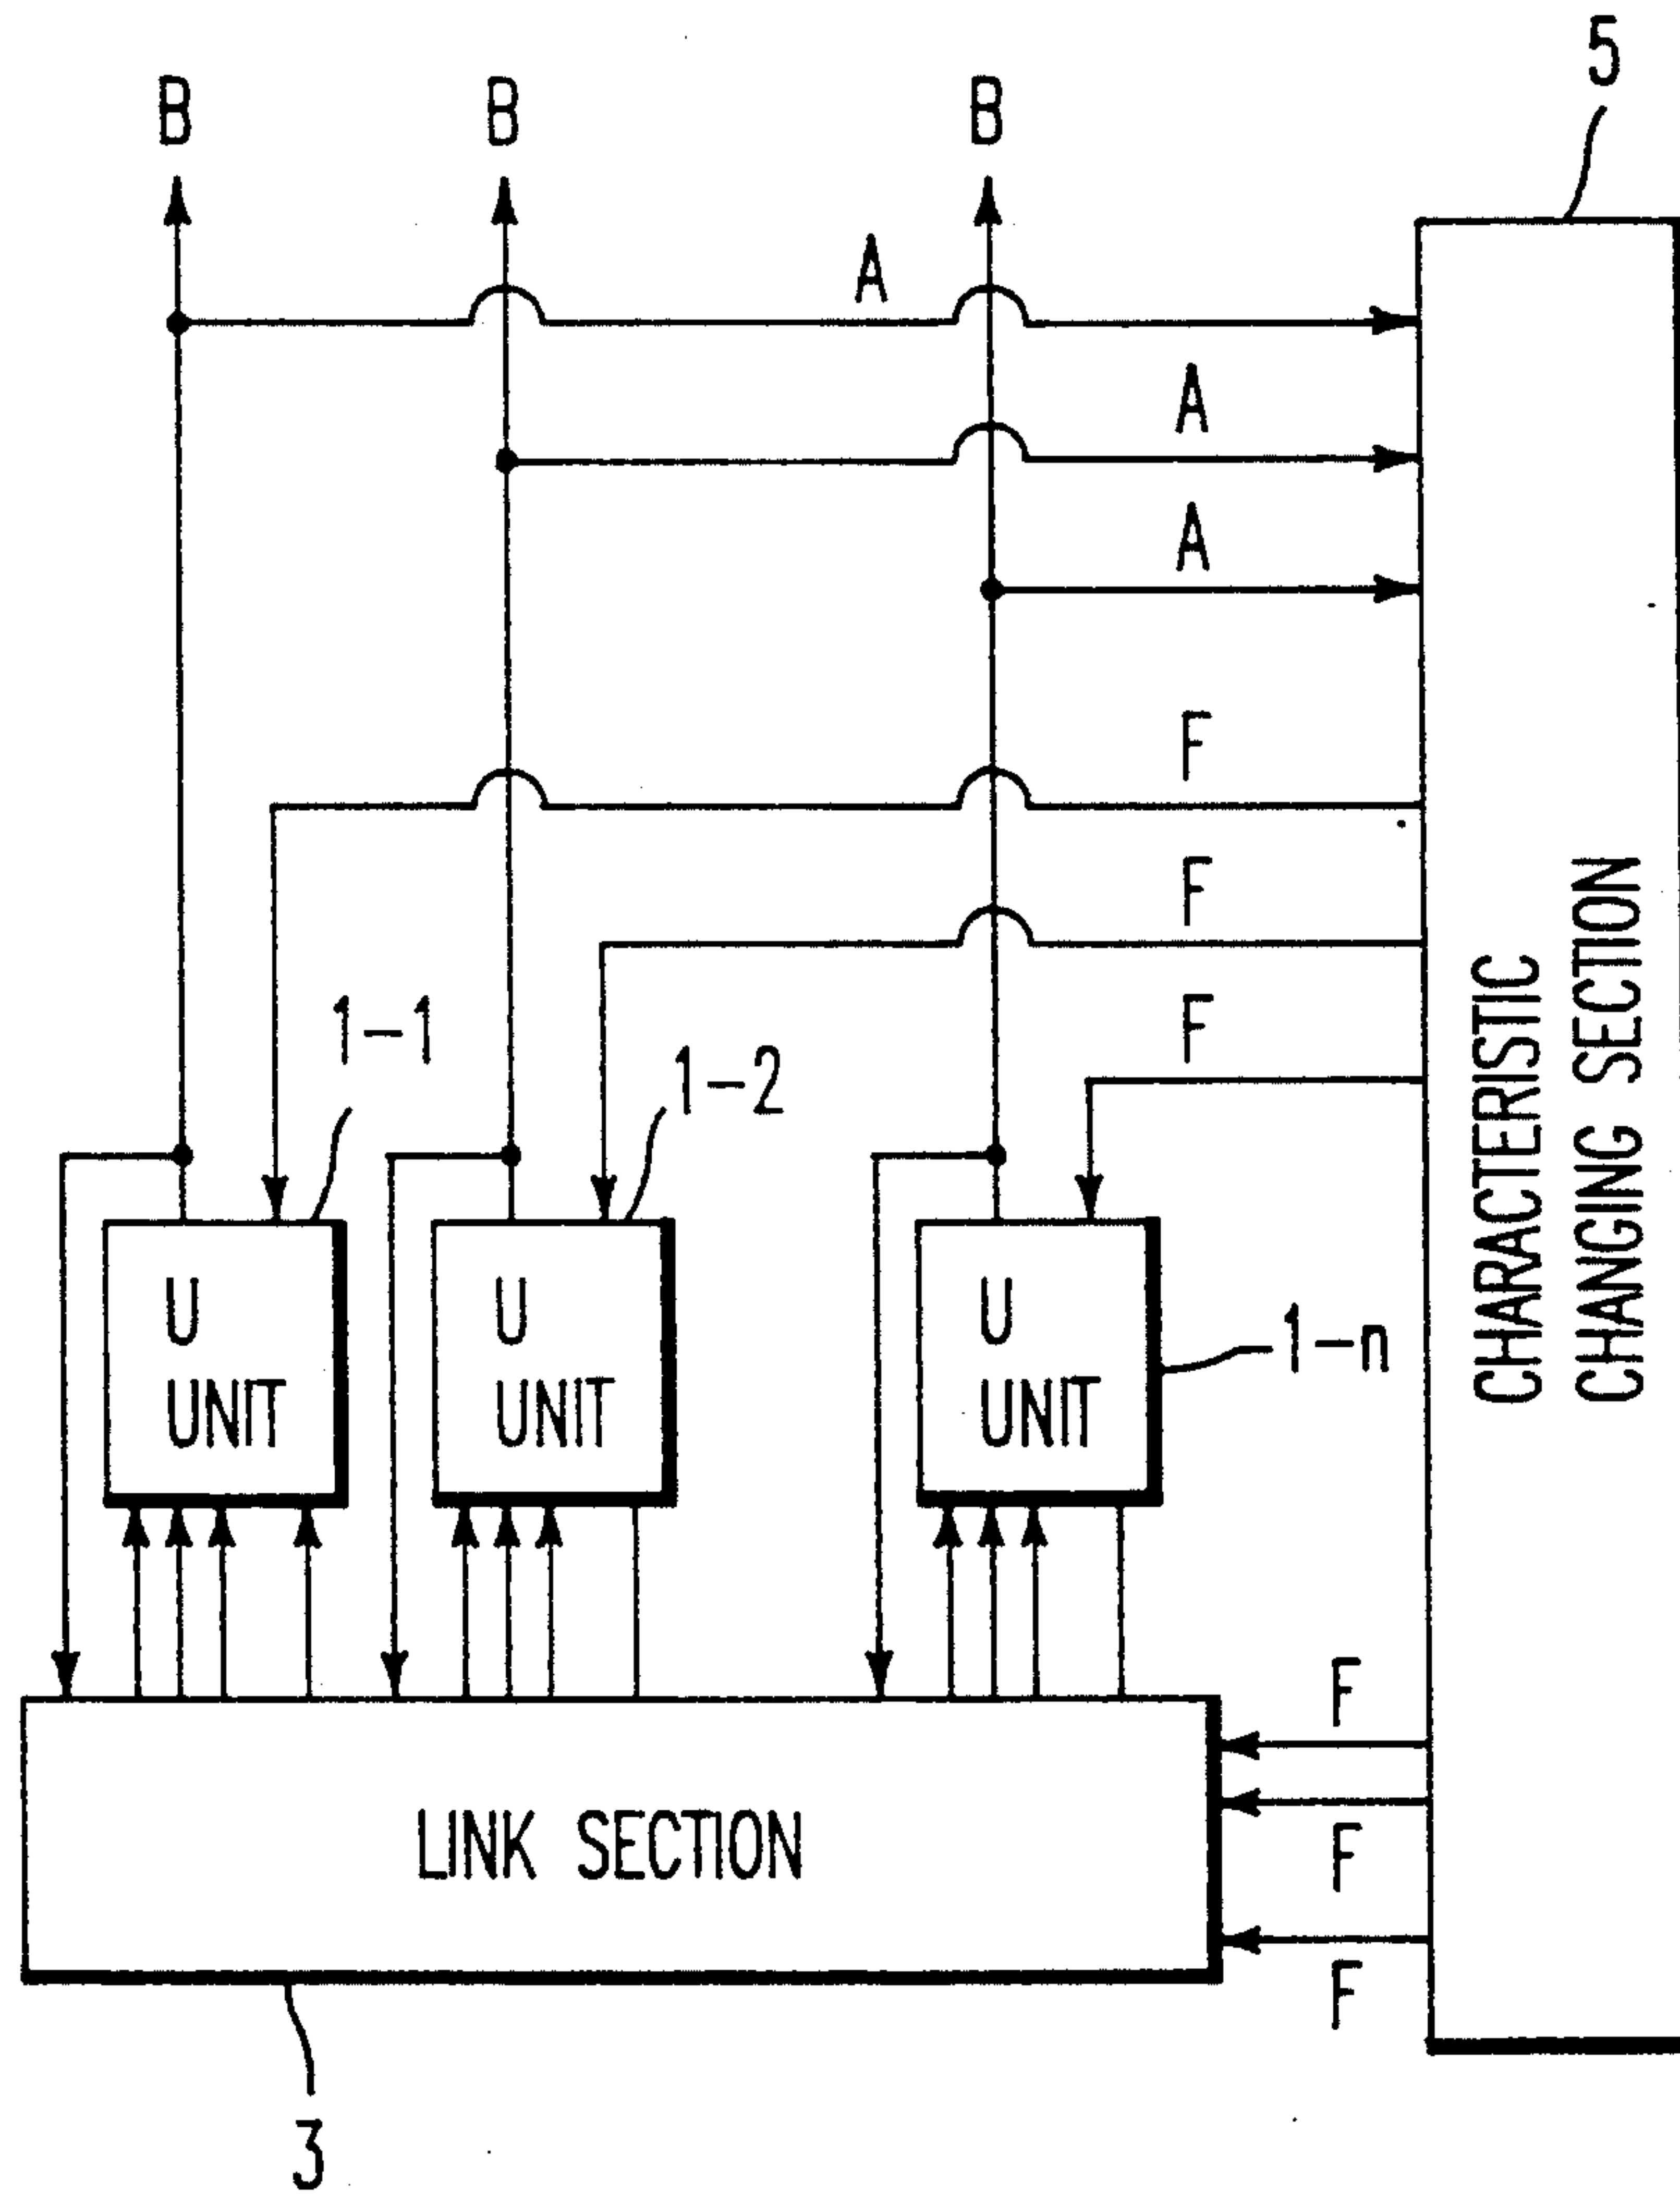 5
B B B
A
A
A
F
F
F
1-1
1-2
U
UNIT
U
UNIT
U
UNIT
1-n
CHARACTERISTIC
CHANGING SECTION
F
F
F
LINK SECTION
3